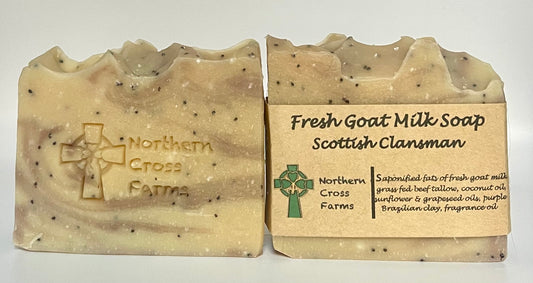 Northern
Cross
Farms
Fresh Goat Milk Soap
Scottish Clansman
Northern
Cross
Farms
Saponified fats of fresh goat milk
grass fed beef tallow, coconut oil,
sunflower & grapeseed oils, purple
Brazilian clay, fragrance oil